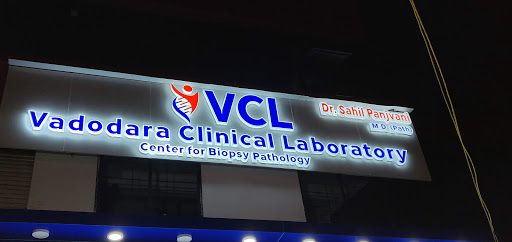 VCL
Dr. Sahil Panjvani
M D (Path)
Vadodara Clinical Laboratory
Center for Biopsy Pathology